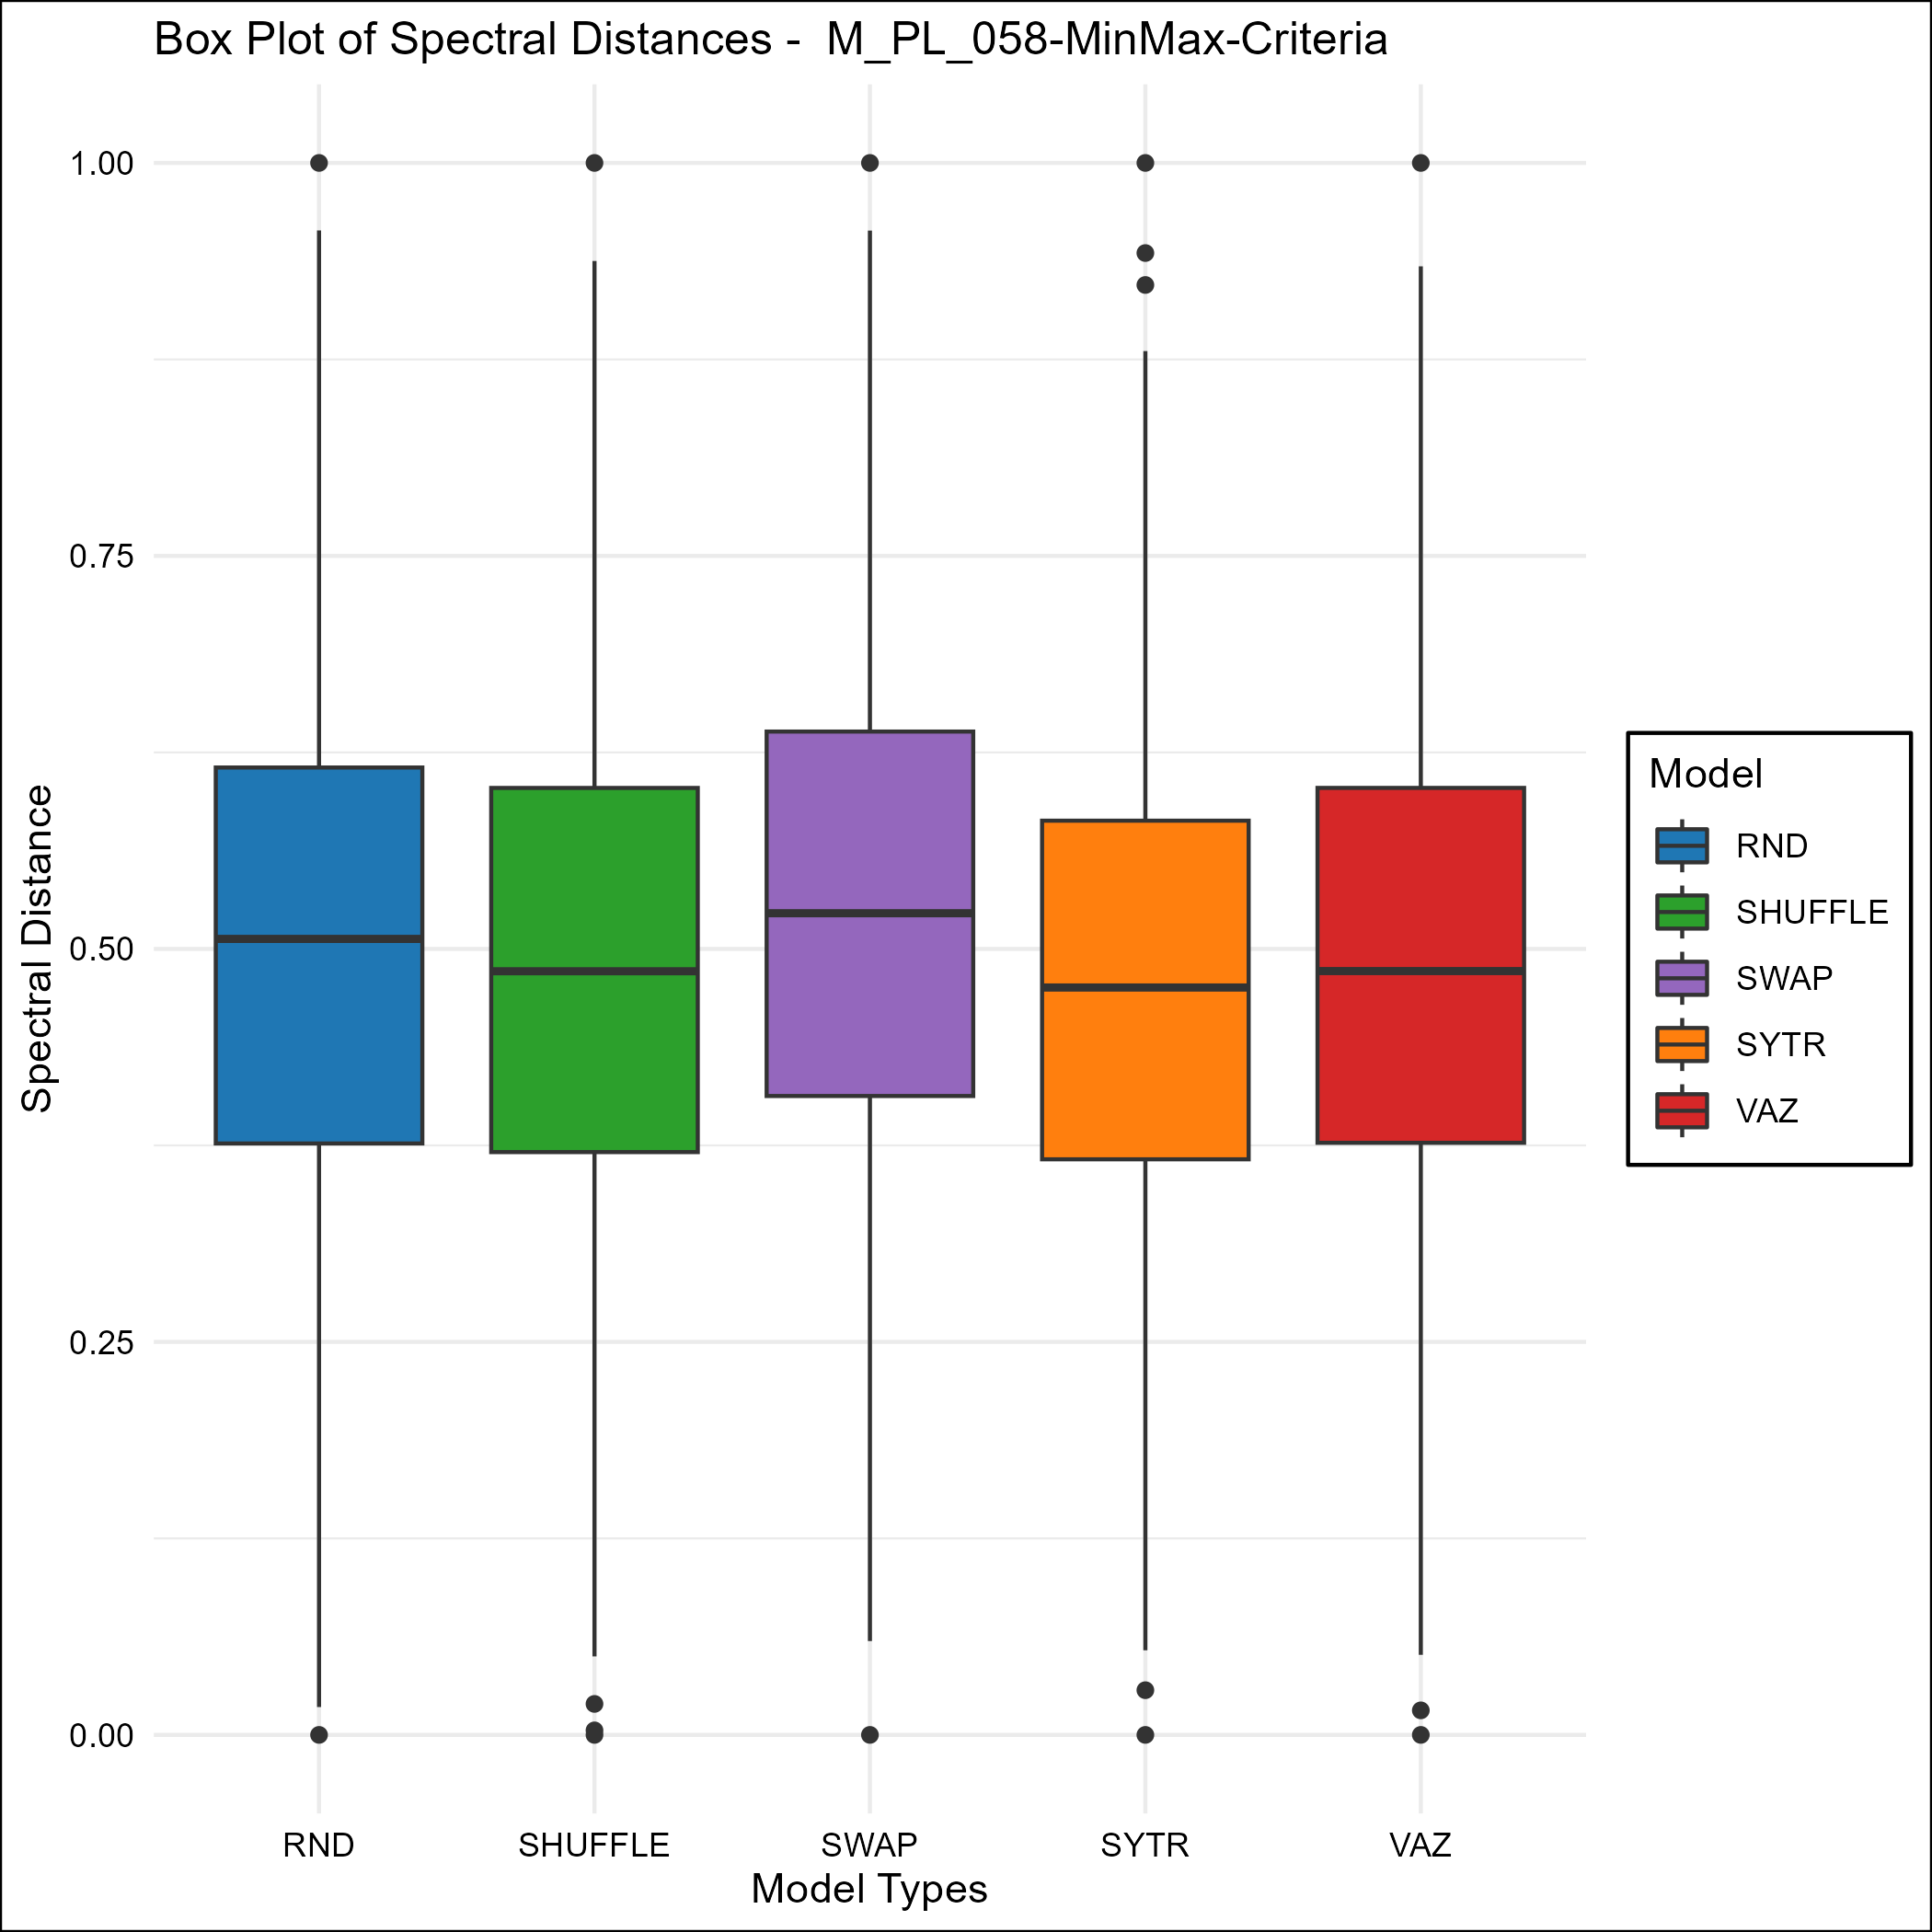 Box Plot of Spectral Distances -  M_PL_058-MinMax-Criteria
1.00
0.75
0.50
0.25
0.00
Spectral Distance
RND
SHUFFLE
SWAP
SYTR
VAZ
Model Types
Model
RND
SHUFFLE
SWAP
SYTR
VAZ